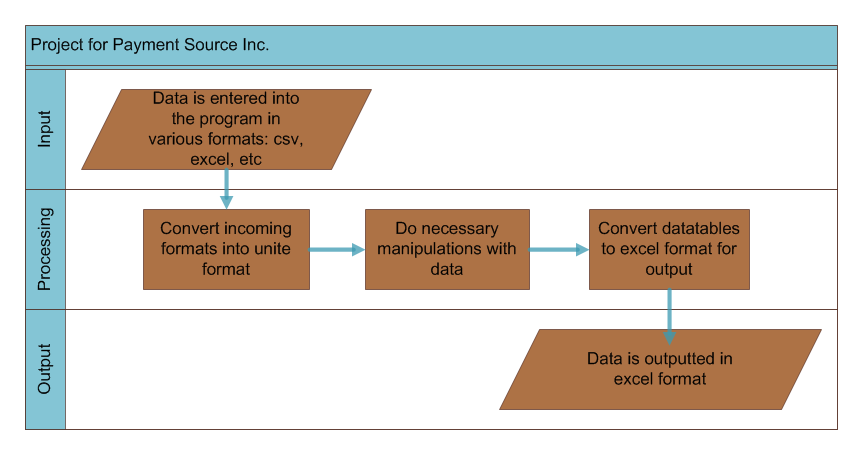 Project for Payment Source Inc.
Input
Data is entered into
the program in
various formats: csv,
excel, etc
Processing
Convert incoming
formats into unite
format
Do necessary
manipulations with
data
Convert datatables
to excel format for
output
Output
Data is outputted in
excel format